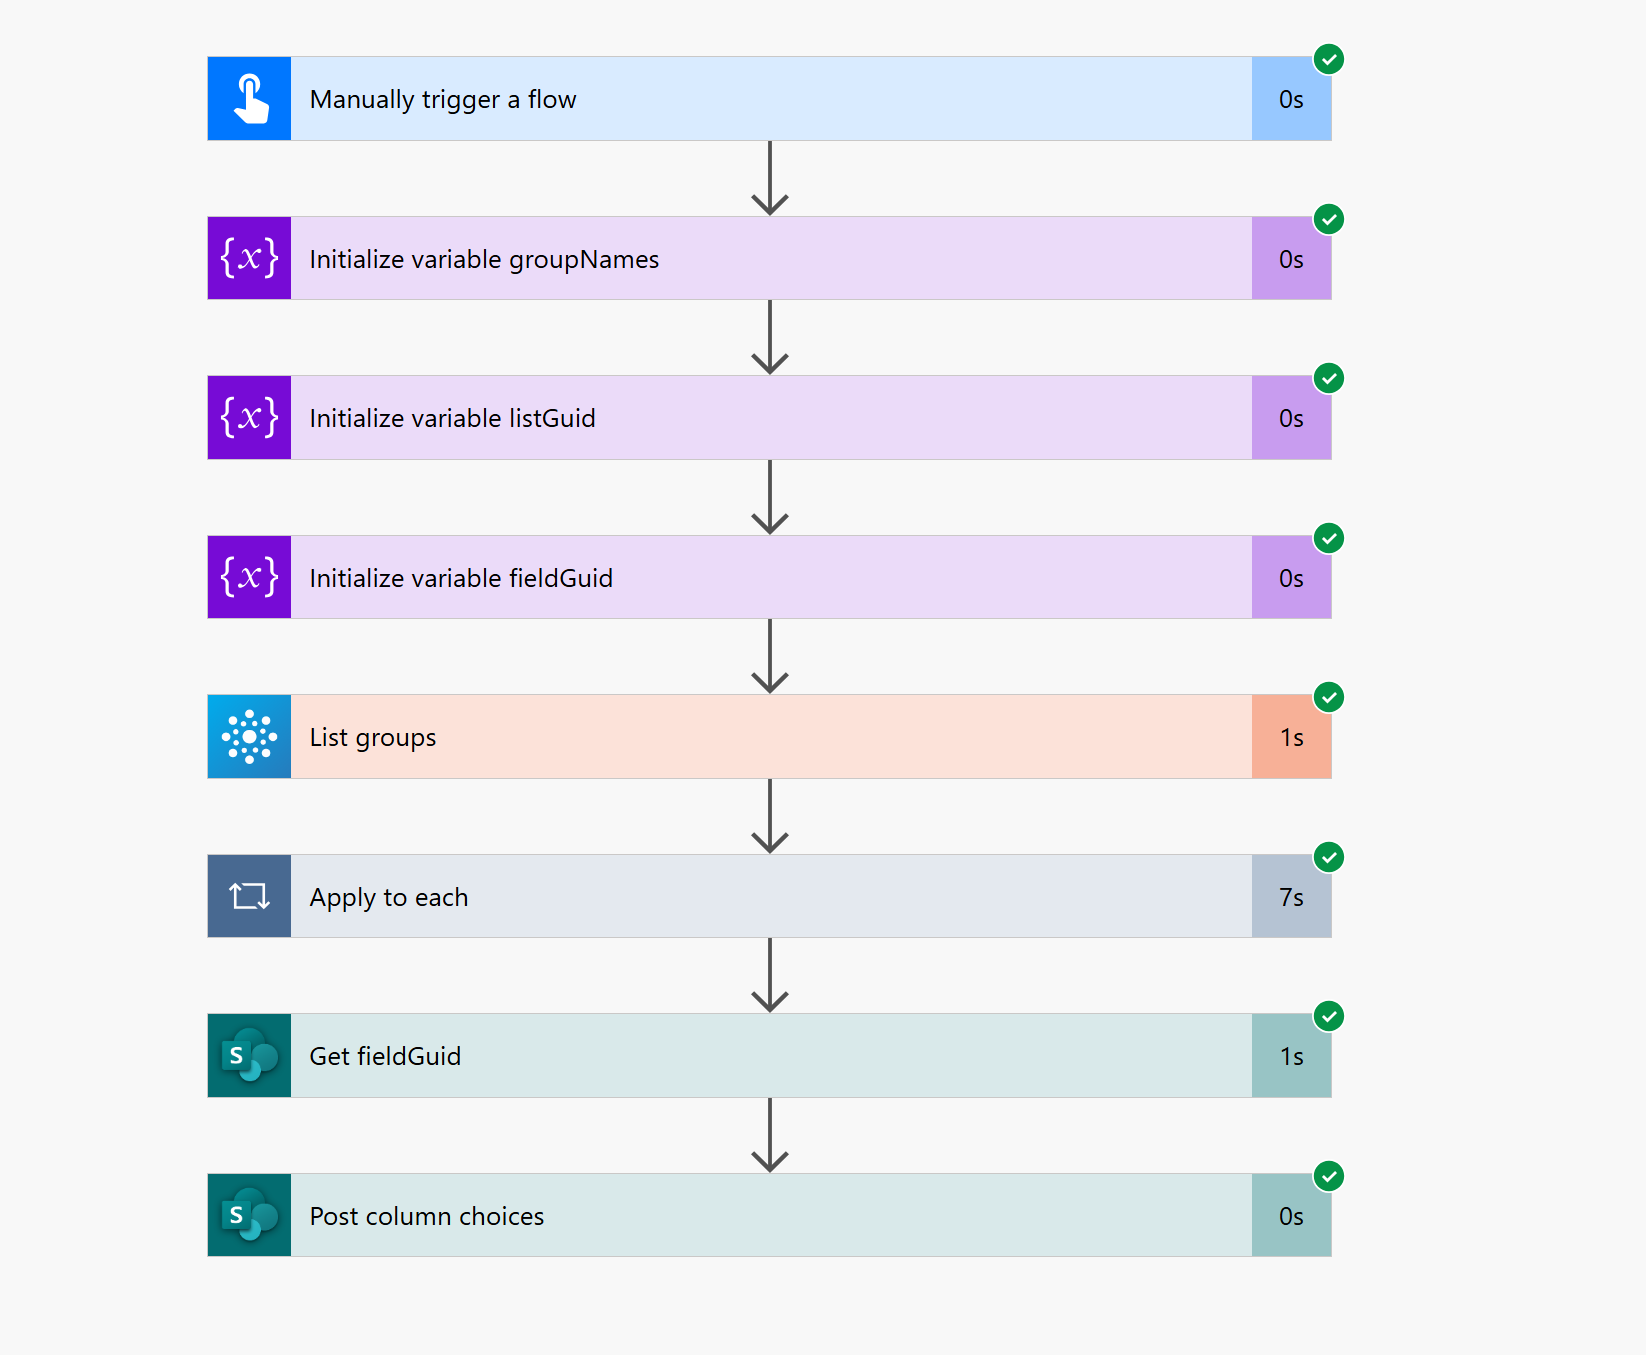 Manually trigger a flow
0s
{x}
Initialize variable groupNames
0s
{x}
Initialize variable listGuid
0s
{x}
Initialize variable fieldGuid
0s
List groups
1s
Apply to each
7s
S
Get fieldGuid
1s
S
Post column choices
0s